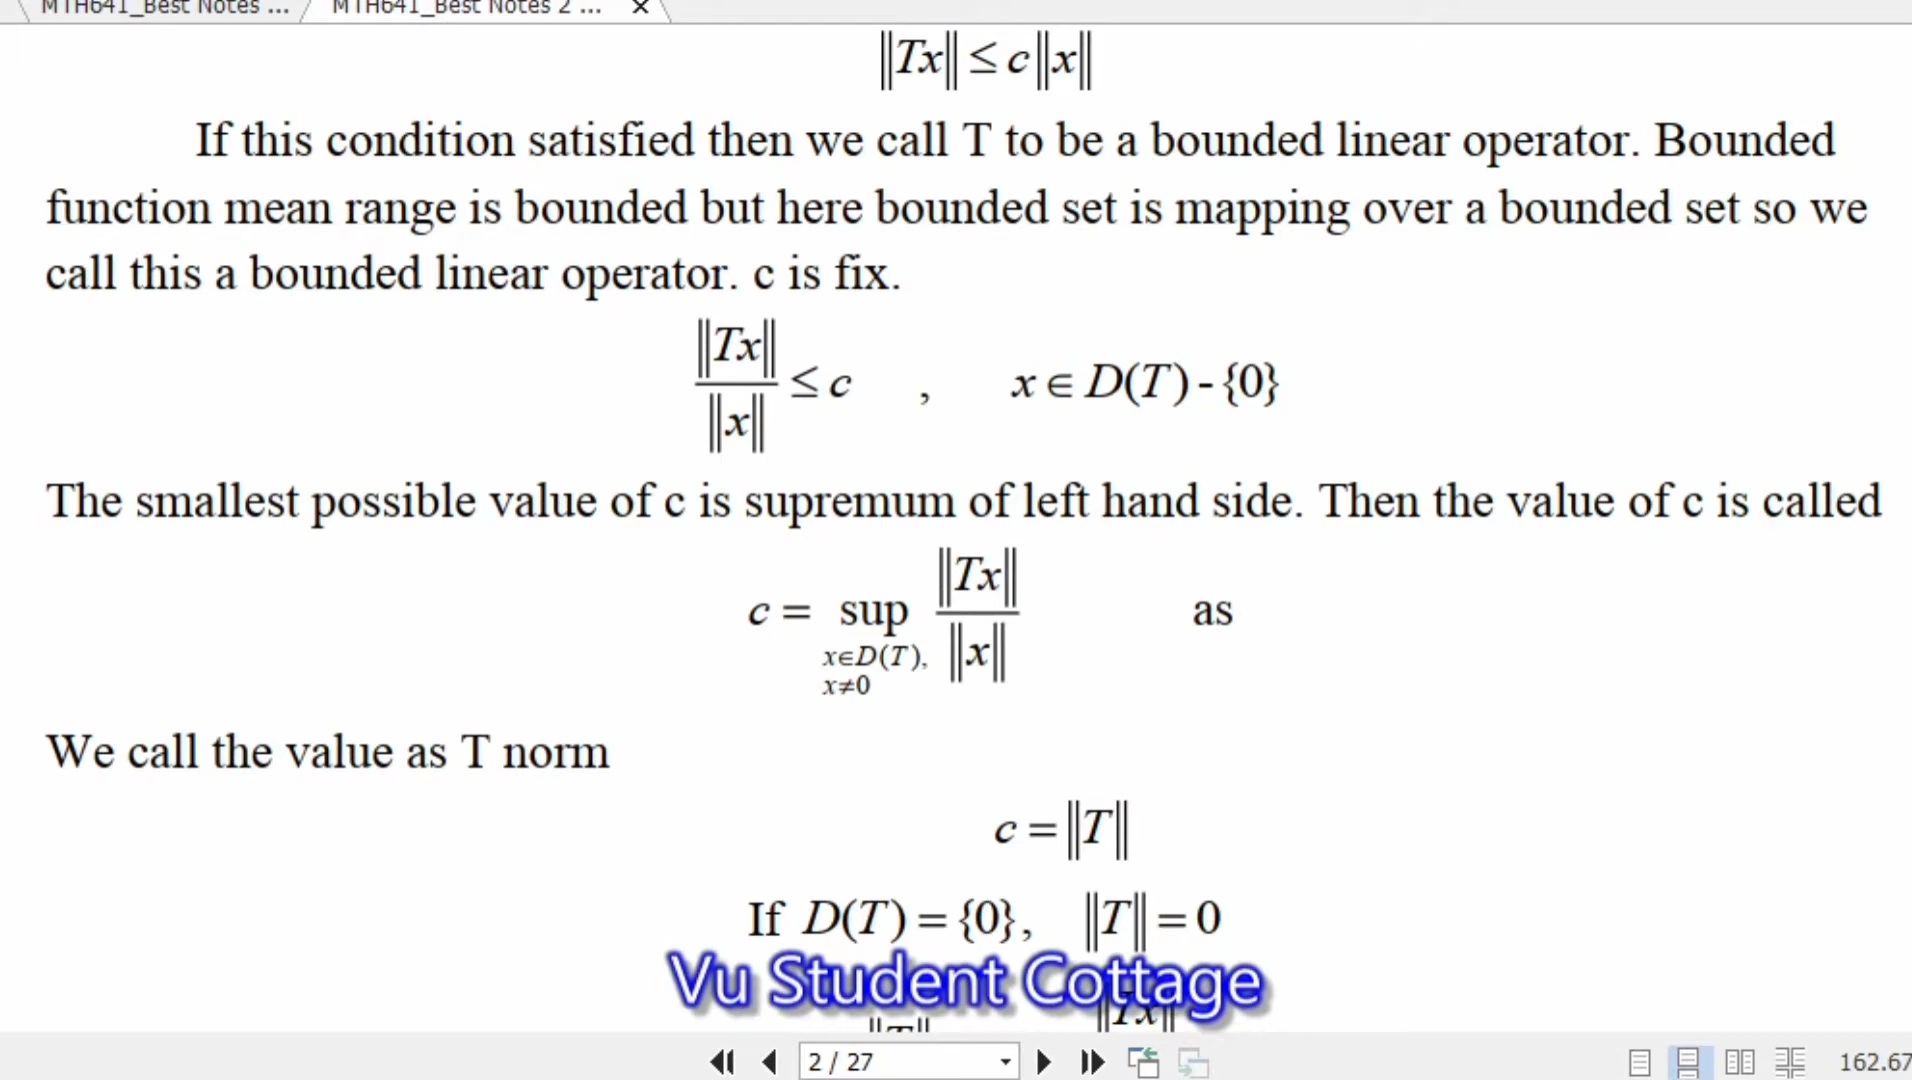 MTH641_Best Notes ... MTH641_Best Notes 2 ...
‖Tx‖ ≤ c‖x‖
If this condition satisfied then we call T to be a bounded linear operator. Bounded
function mean range is bounded but here bounded set is mapping over a bounded set so we
call this a bounded linear operator. c is fix.
‖Tx‖ / ‖x‖ ≤ c , x ∈ D(T) - {0}
The smallest possible value of c is supremum of left hand side. Then the value of c is called
c = sup ‖Tx‖ / ‖x‖ as
x∈D(T),
x≠0
We call the value as T norm
c = ‖T‖
If D(T) = {0}, ‖T‖ = 0
Vu Student Cottage
‖Tx‖
2 / 27
162.67